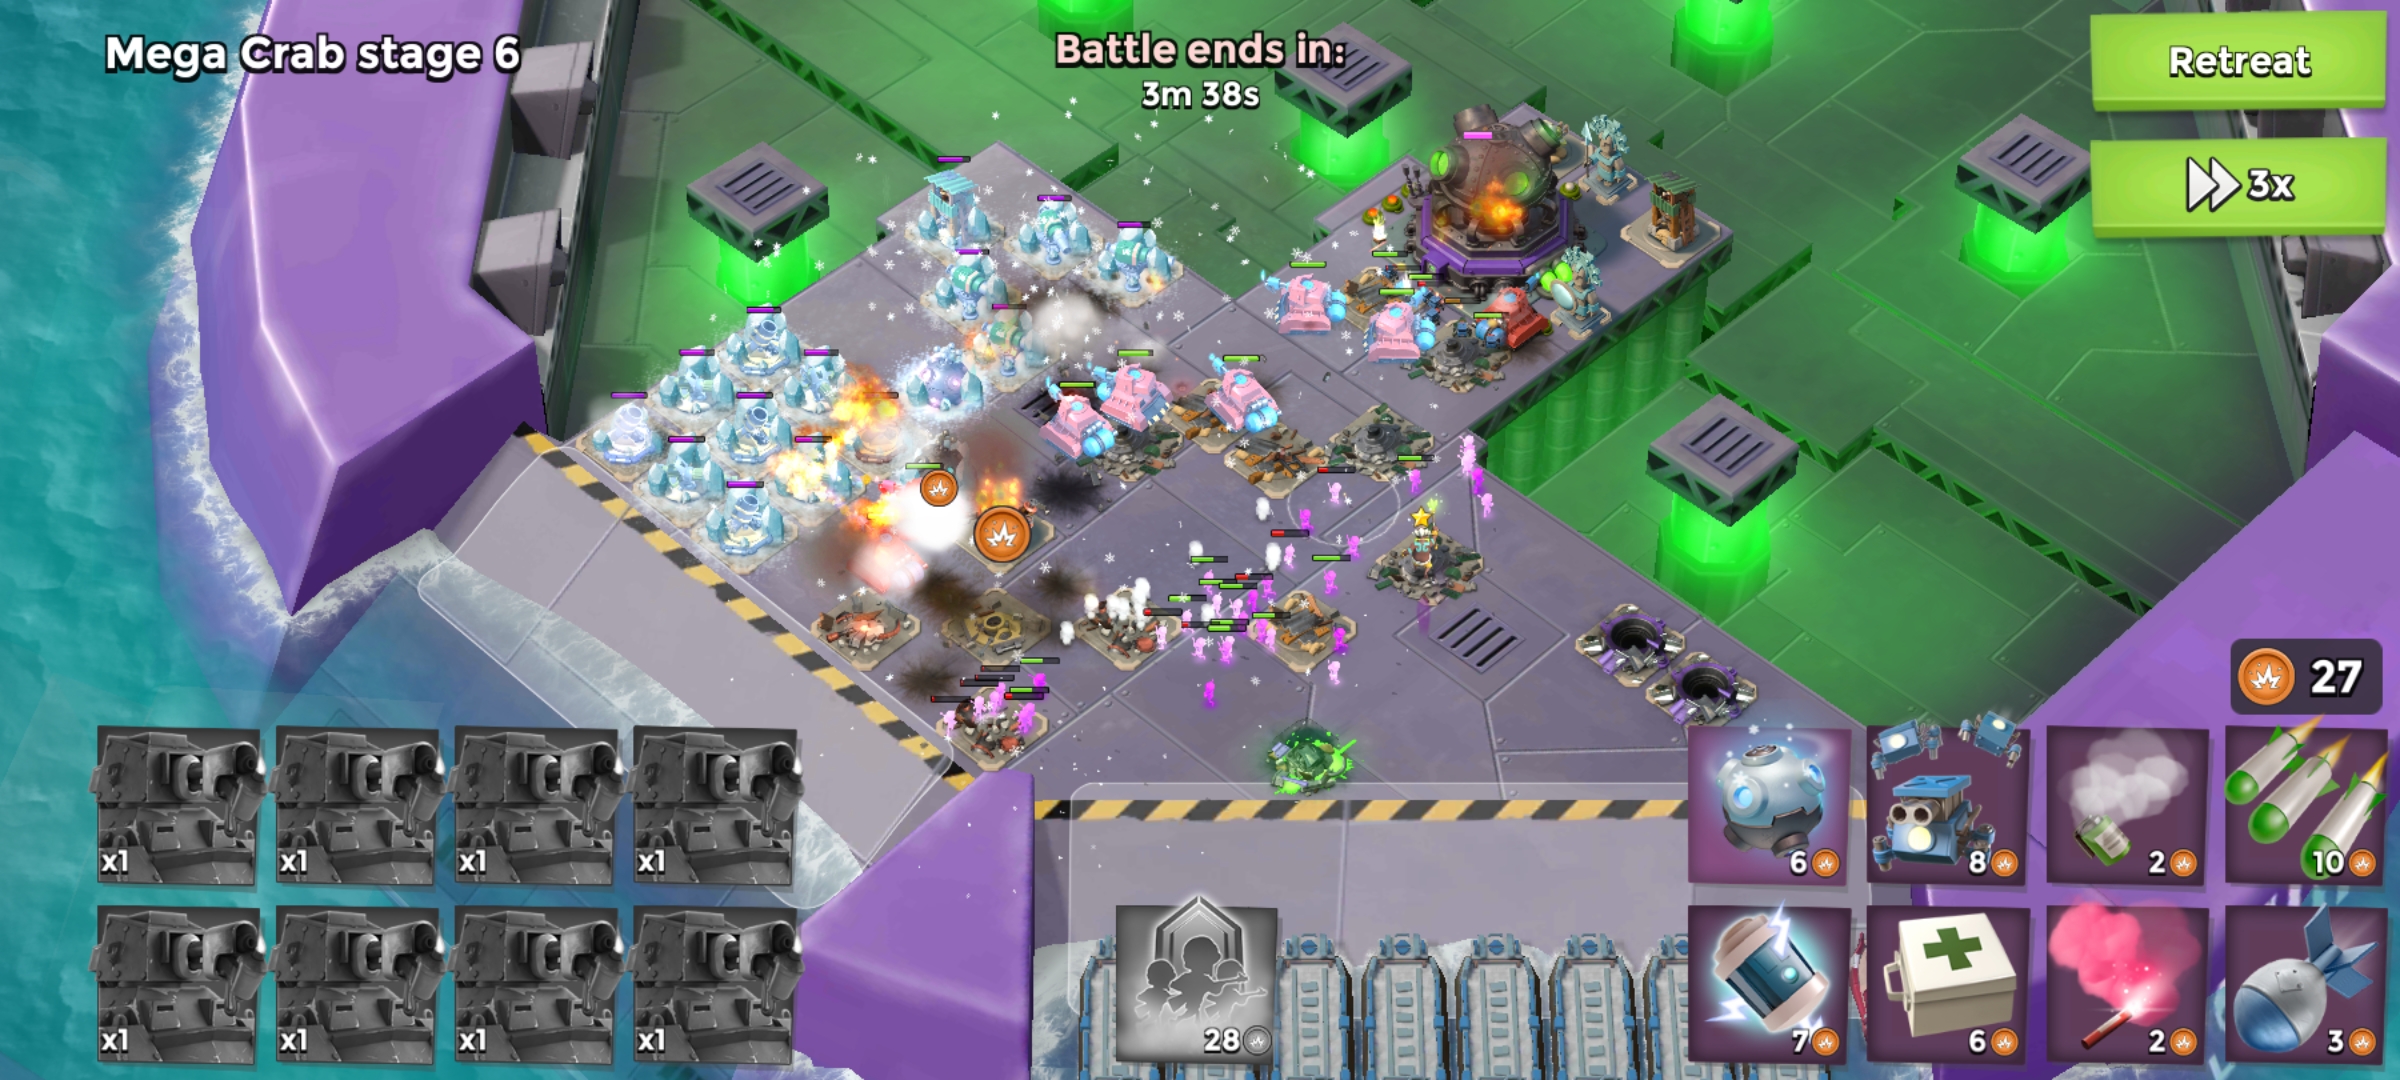 Mega Crab stage 6
Battle ends in:
3m 38s
Retreat
3x
27
x1
x1
x1
x1
6
8
2
10
x1
x1
x1
x1
28
7
6
2
3